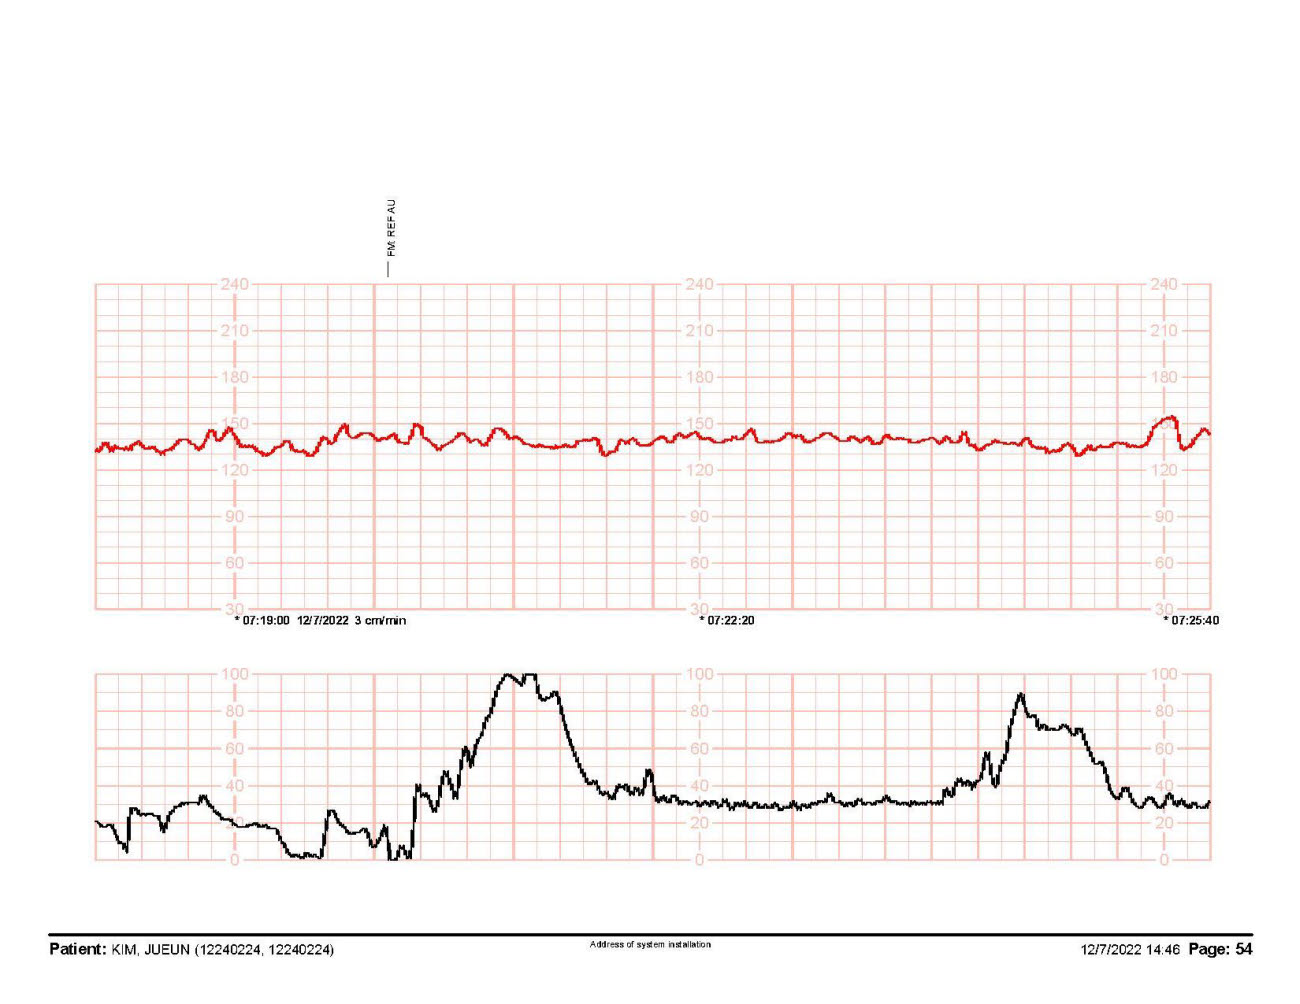 FM: REF AU
240 240 240
210 210 210
180 180 180
150 150 150
120 120 120
90 90 90
60 60 60
30 30 30
* 07:19:00 12/7/2022 3 cm/min * 07:22:20 * 07:25:40
100 100 100
80 80 80
60 60 60
40 40 40
20 20 20
0 0 0
Patient: KIM, JUEUN (12240224, 12240224) Address of system installation 12/7/2022 14:46 Page: 54